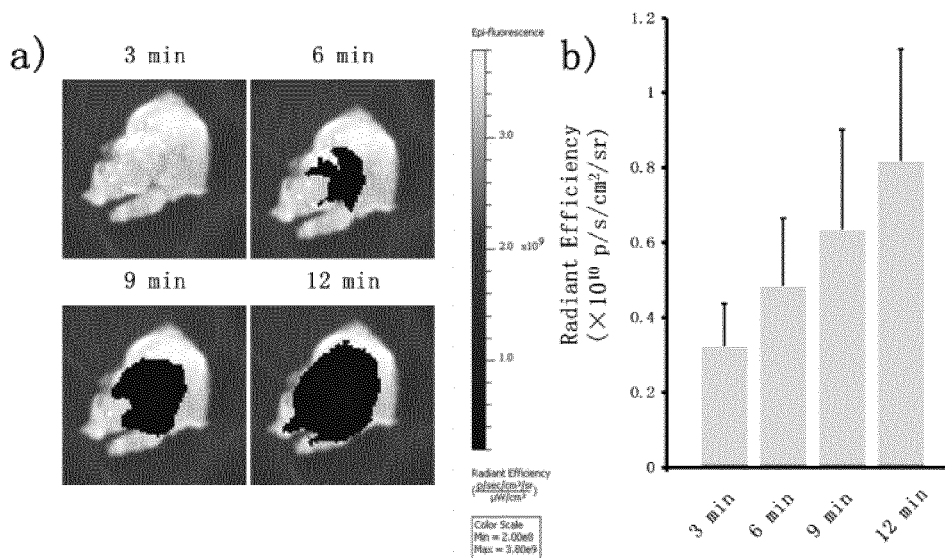 a)
3 min
6 min
9 min
12 min
Epi-fluorescence
3.0
2.0
x10⁹
1.0
Radiant Efficiency
(p/sec/cm²/sr
µW/cm²)
Color Scale
Min = 2.00e8
Max = 3.80e9
b)
Radiant Efficiency
(×10¹⁰ p/s/cm²/sr)
1.2
1
0.8
0.6
0.4
0.2
0
3 min
6 min
9 min
12 min